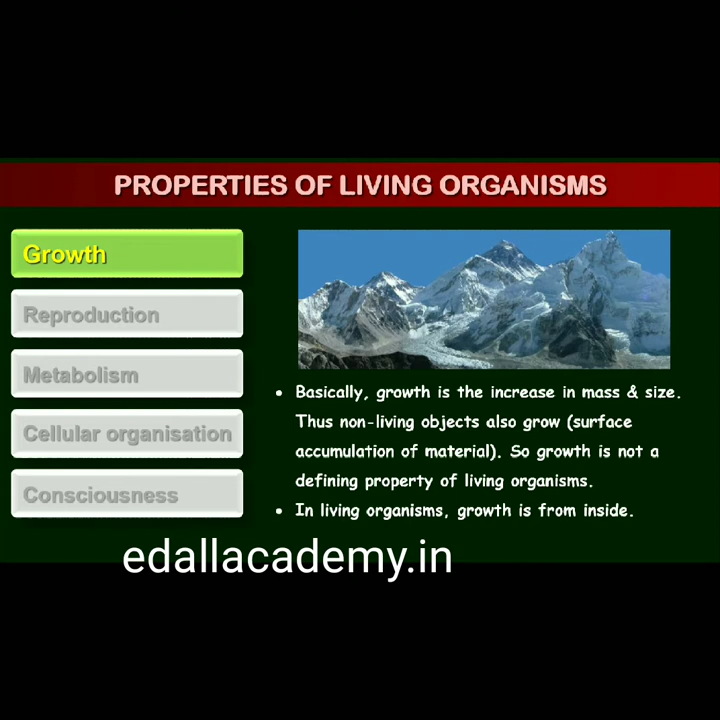 PROPERTIES OF LIVING ORGANISMS
Growth
Reproduction
Metabolism
Cellular organisation
Consciousness
• Basically, growth is the increase in mass & size.
Thus non-living objects also grow (surface
accumulation of material). So growth is not a
defining property of living organisms.
• In living organisms, growth is from inside.
edallacademy.in